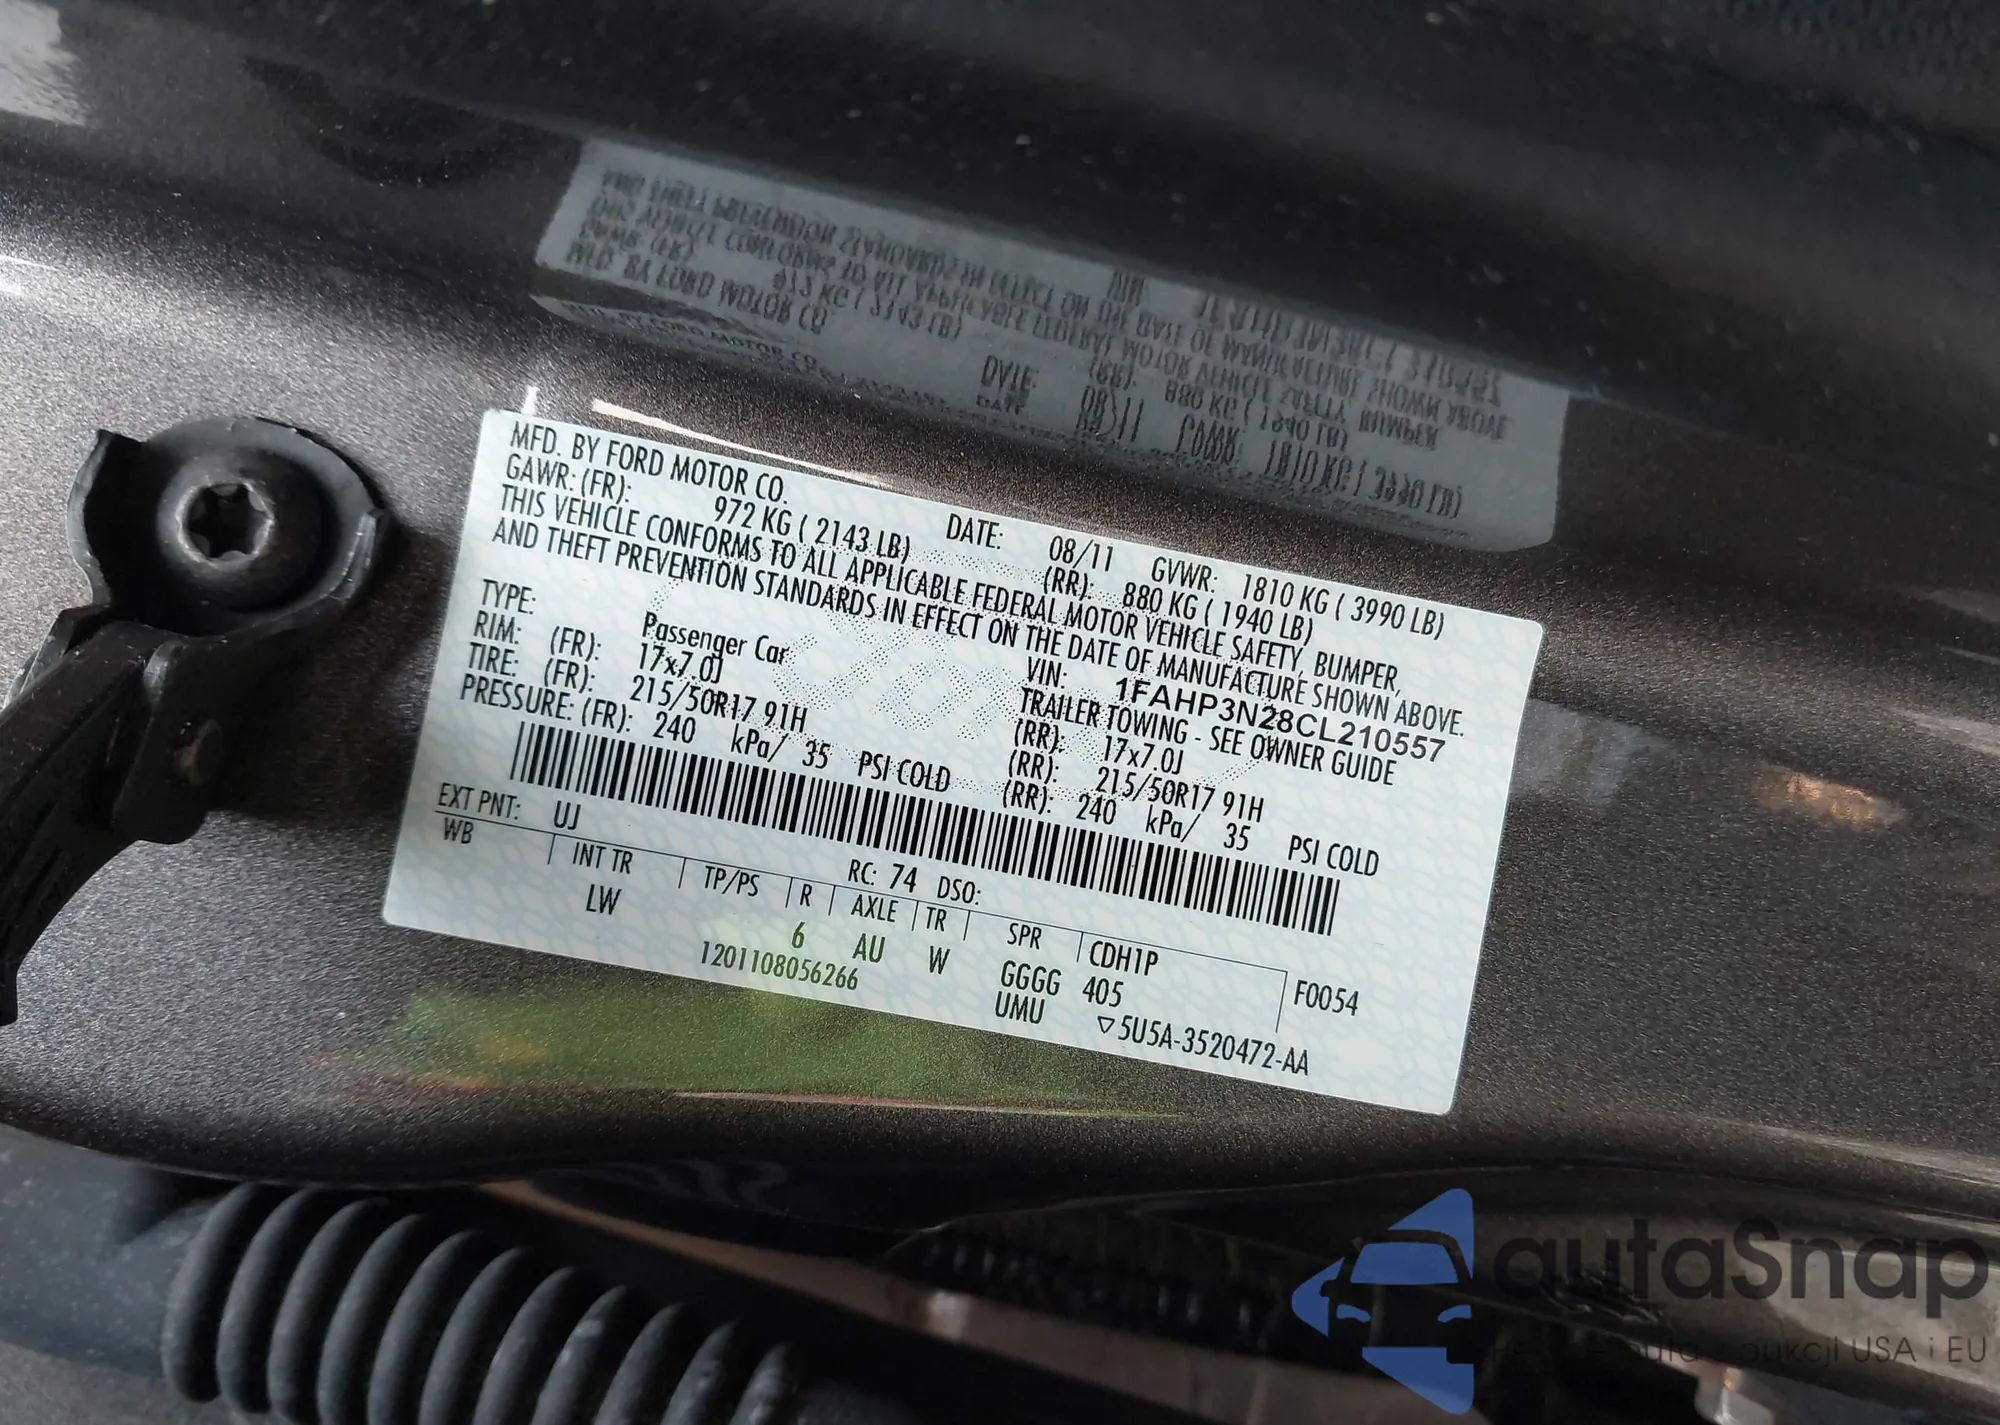 MFD. BY FORD MOTOR CO. DATE: 08/11 GVWR: 1810 KG ( 3990 LB)
GAWR: (FR): 972 KG ( 2143 LB) (RR): 880 KG ( 1940 LB)
THIS VEHICLE CONFORMS TO ALL APPLICABLE FEDERAL MOTOR VEHICLE SAFETY, BUMPER,
AND THEFT PREVENTION STANDARDS IN EFFECT ON THE DATE OF MANUFACTURE SHOWN ABOVE.
VIN: 1FAHP3N28CL210557
TYPE: Passenger Car TRAILER TOWING - SEE OWNER GUIDE
RIM: (FR): 17x7.0J (RR): 17x7.0J
TIRE: (FR): 215/50R17 91H (RR): 215/50R17 91H
PRESSURE: (FR): 240 kPa/ 35 PSI COLD (RR): 240 kPa/ 35 PSI COLD
EXT PNT: UJ RC: 74 DSO:
WB INT TR TP/PS R AXLE TR SPR CDH1P F0054
LW 6 AU W GGGG 405
1201108056266 UMU ▽5U5A-3520472-AA
autaSnap
aukcji USA i EU